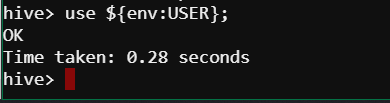 hive> use ${env:USER};
OK
Time taken: 0.28 seconds
hive>